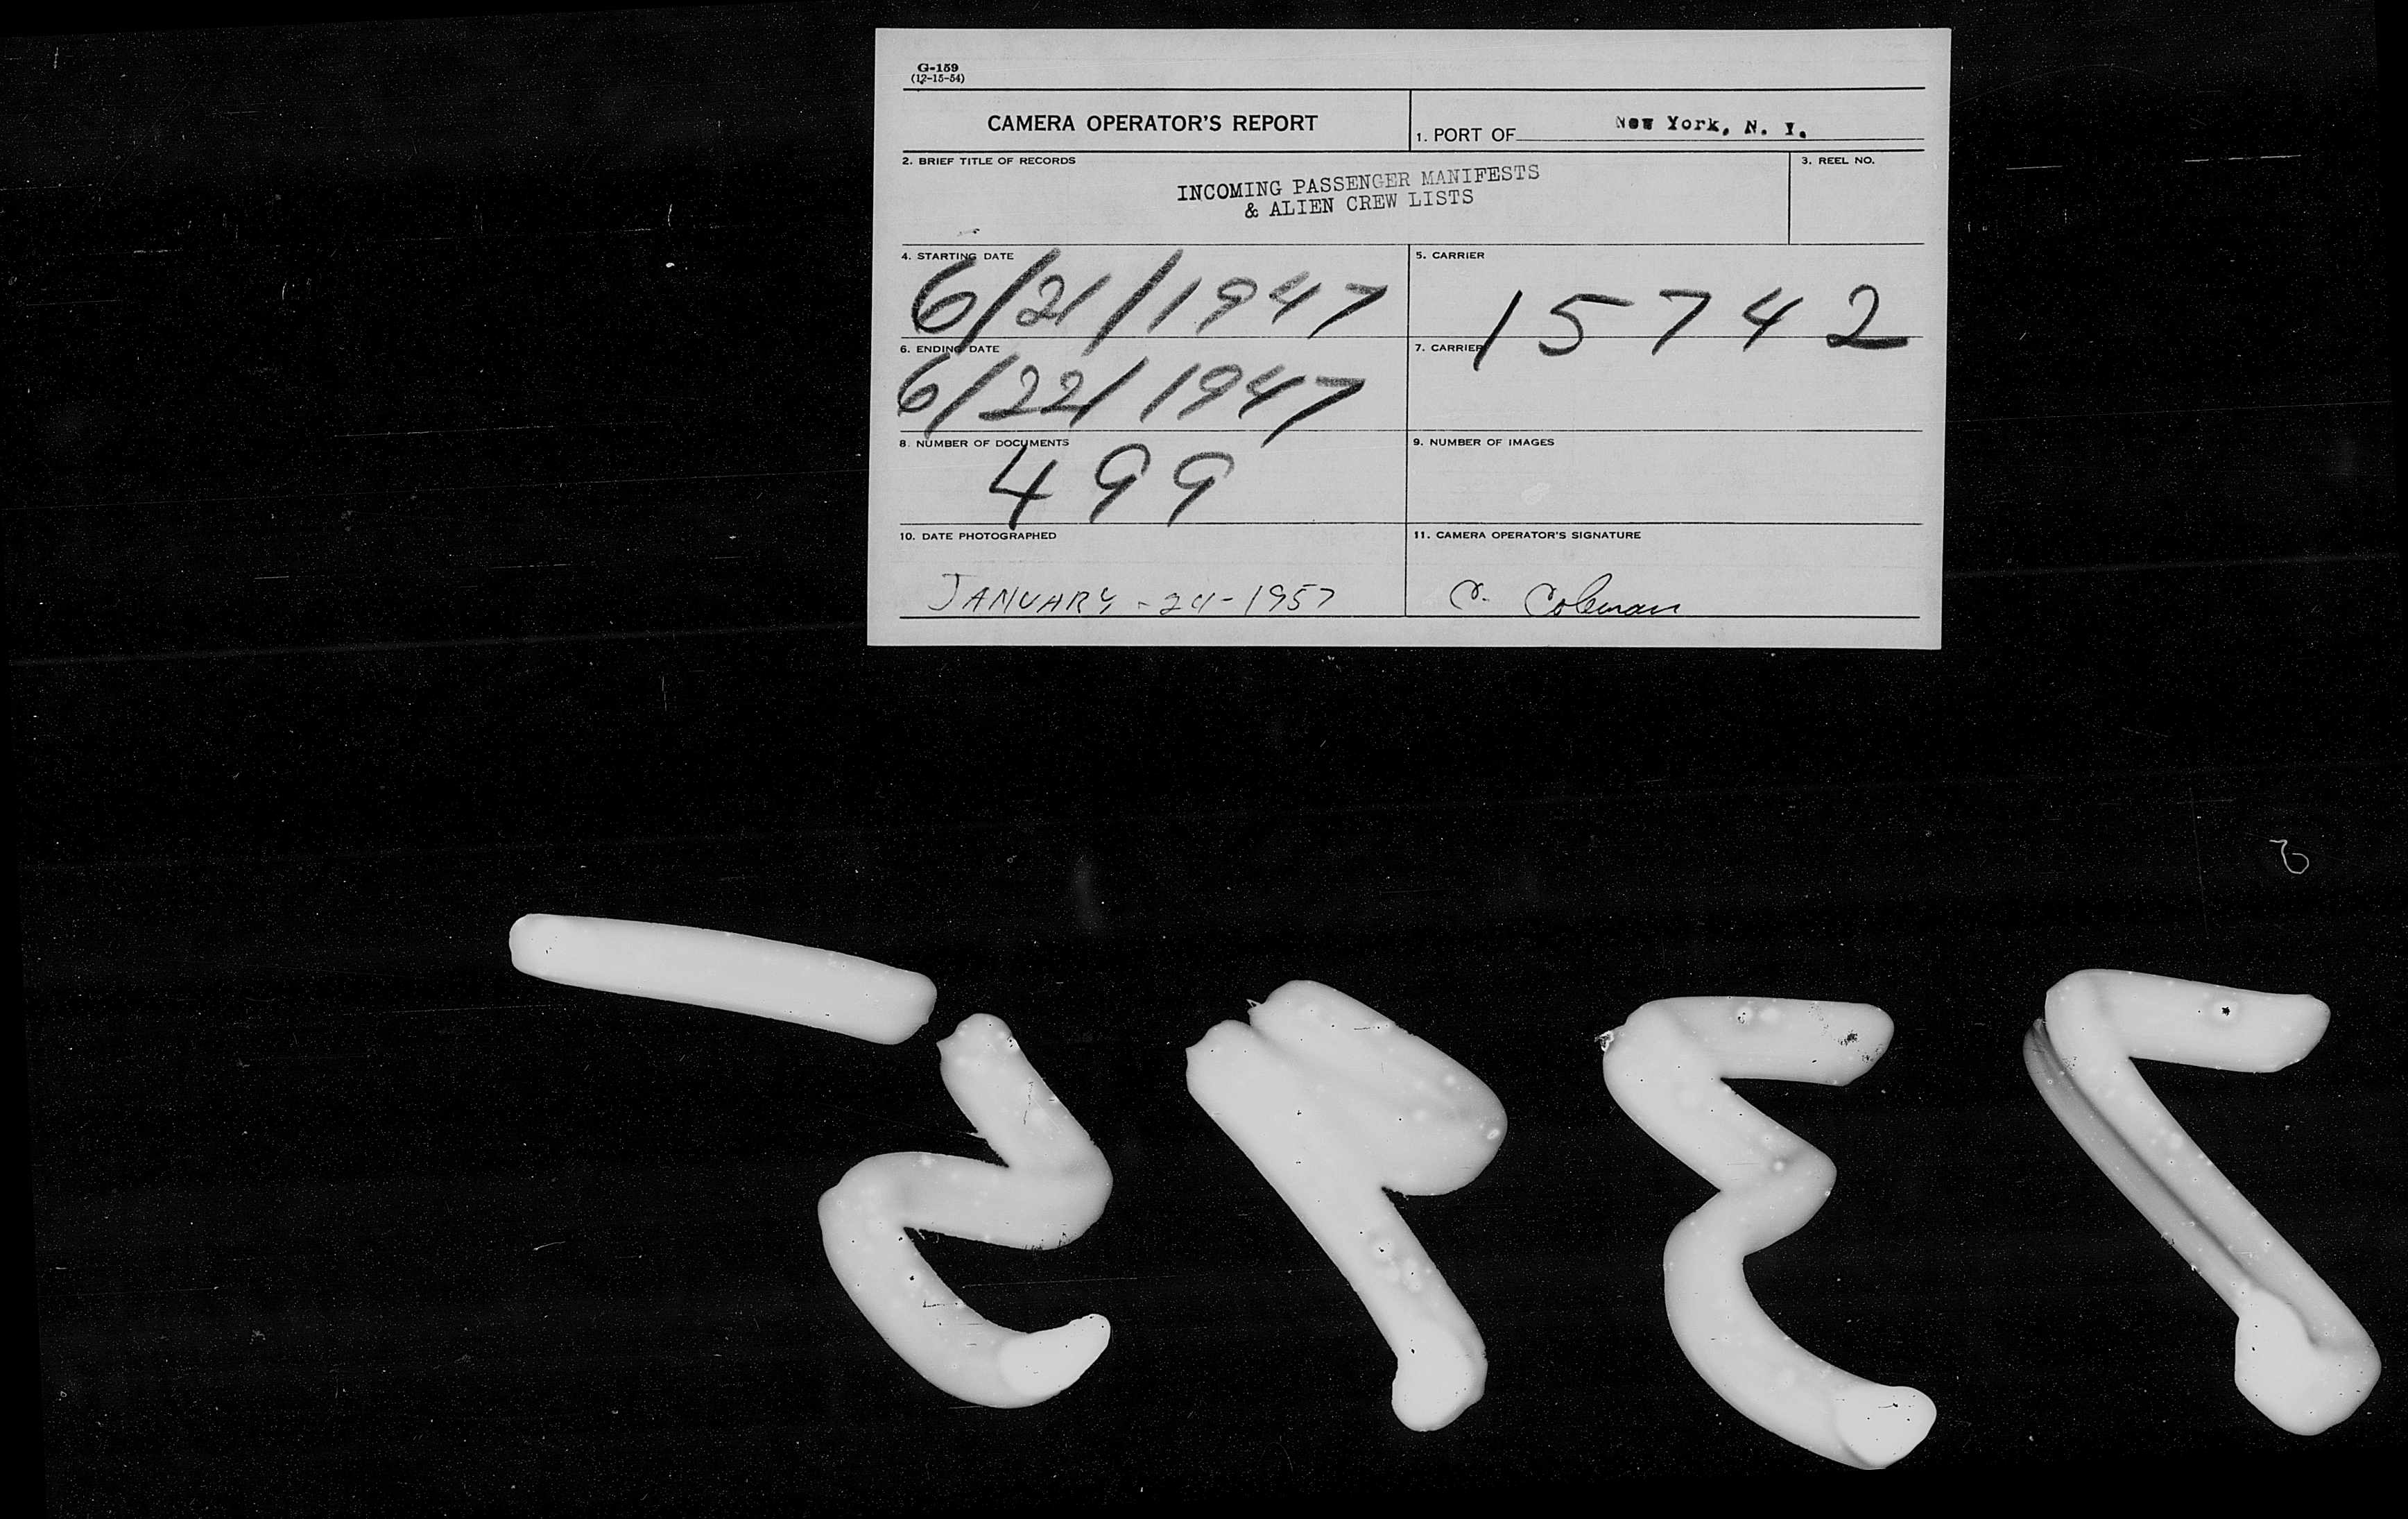 G-159
(12-15-54)
CAMERA OPERATOR'S REPORT
1. PORT OF New York, N. Y.
2. BRIEF TITLE OF RECORDS
INCOMING PASSENGER MANIFESTS
& ALIEN CREW LISTS
3. REEL NO.
4. STARTING DATE
6/21/1947
5. CARRIER
15742
6. ENDING DATE
6/22/1947
7. CARRIER
8. NUMBER OF DOCUMENTS
499
9. NUMBER OF IMAGES
10. DATE PHOTOGRAPHED
JANUARY - 24 - 1957
11. CAMERA OPERATOR'S SIGNATURE
C. Coleman
7395